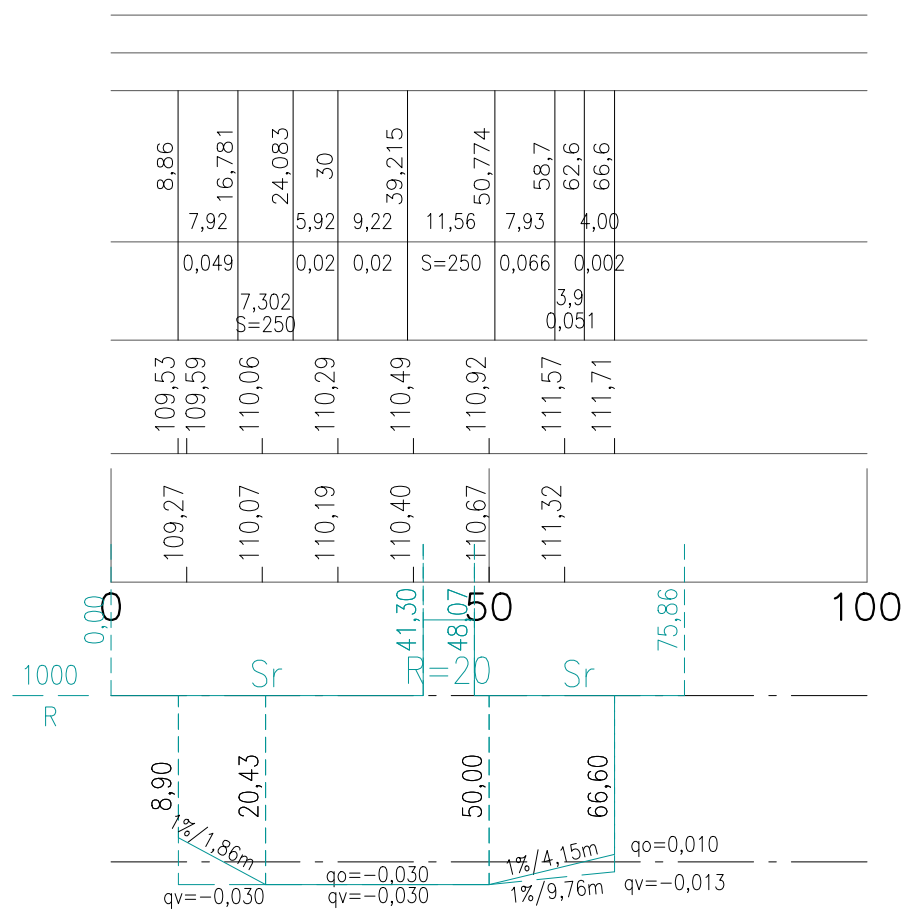 8,86 16,781 24,083 30 39,215 50,774 58,7 62,6 66,6
7,92 5,92 9,22 11,56 7,93 4,00
0,049 0,02 0,02 S=250 0,066 0,002
7,302 3,9
S=250 0,051
109,53 109,59 110,06 110,29 110,49 110,92 111,57 111,71
109,27 110,07 110,19 110,40 110,67 111,32
0 50 100
0,00 41,30 48,07 75,86
1000 Sr R=20 Sr
R
8,90 20,43 50,00 66,60
1%/1,86m 1%/4,15m qo=0,010
qo=-0,030
qv=-0,030 qv=-0,030 1%/9,76m qv=-0,013